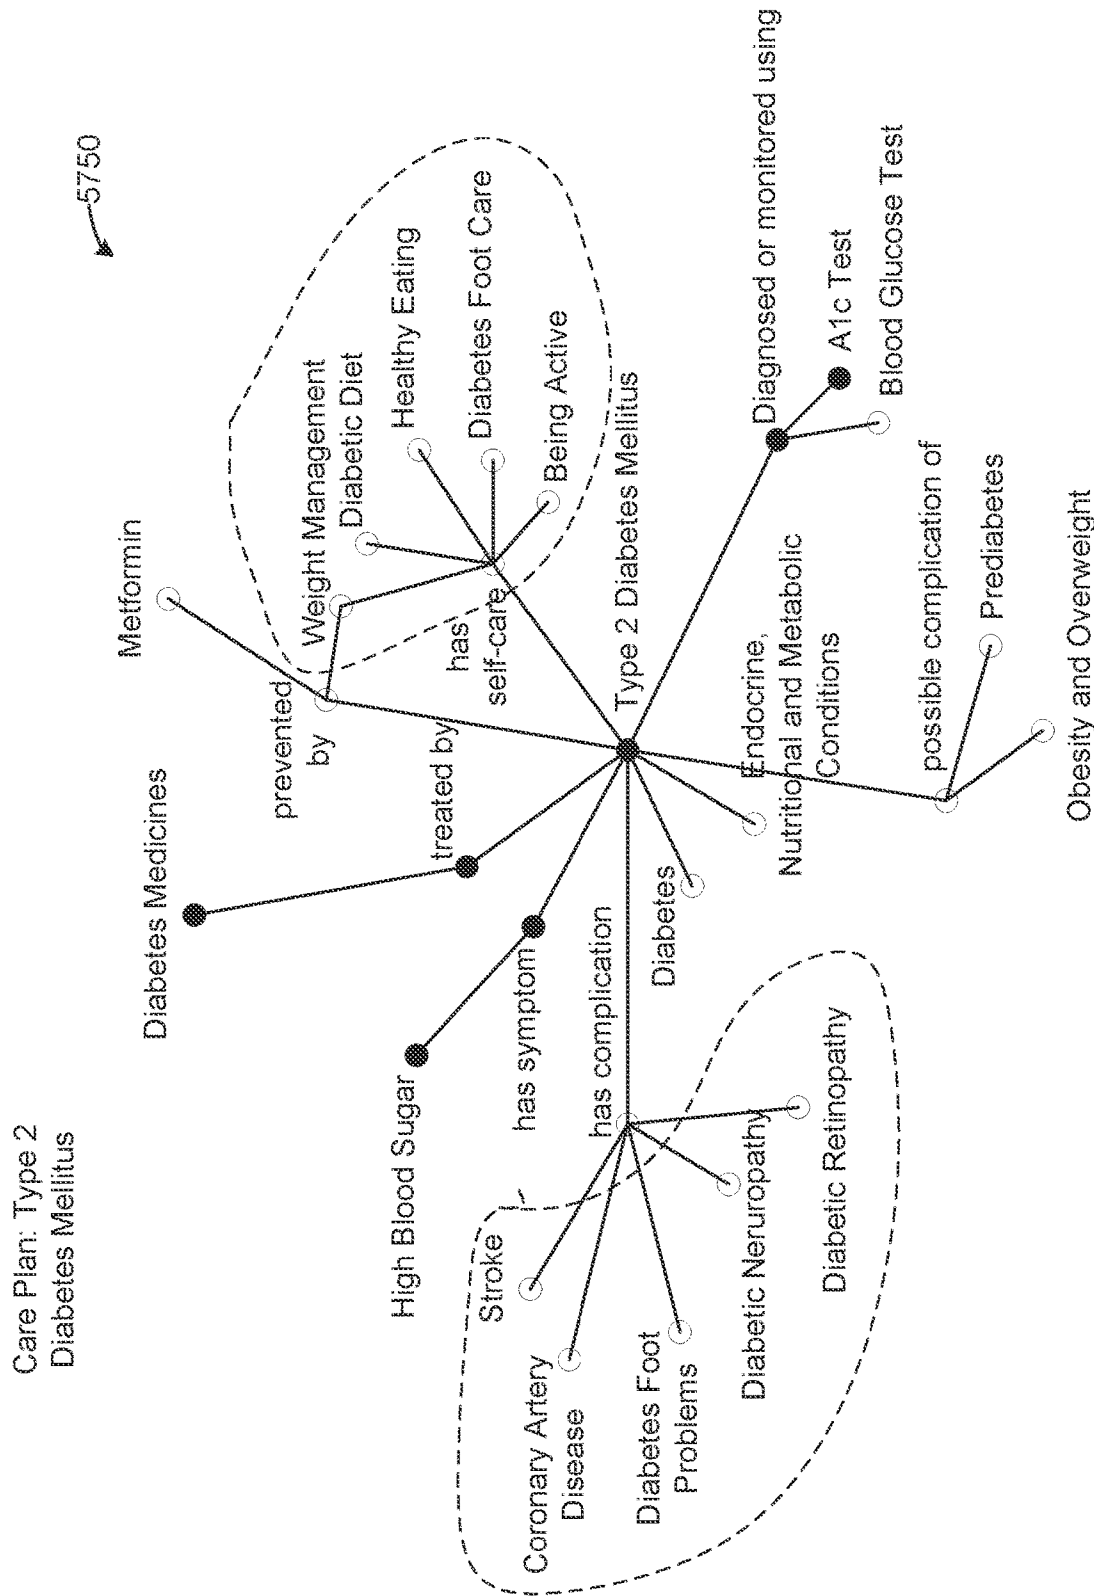 Care Plan: Type 2
Diabetes Mellitus
5750
Diabetes Medicines
Metformin
prevented
by
Weight Management
Diabetic Diet
Healthy Eating
treated by
has
self-care
Diabetes Foot Care
Being Active
High Blood Sugar
has symptom
Stroke
Coronary Artery
Disease
has complication
Type 2 Diabetes Mellitus
Diabetes Foot
Problems
Diabetes
Diabetic Neruropathy
Diabetic Retinopathy
Endocrine,
Nutritional and Metabolic
Conditions
Diagnosed or monitored using
A1c Test
Blood Glucose Test
possible complication of
Prediabetes
Obesity and Overweight